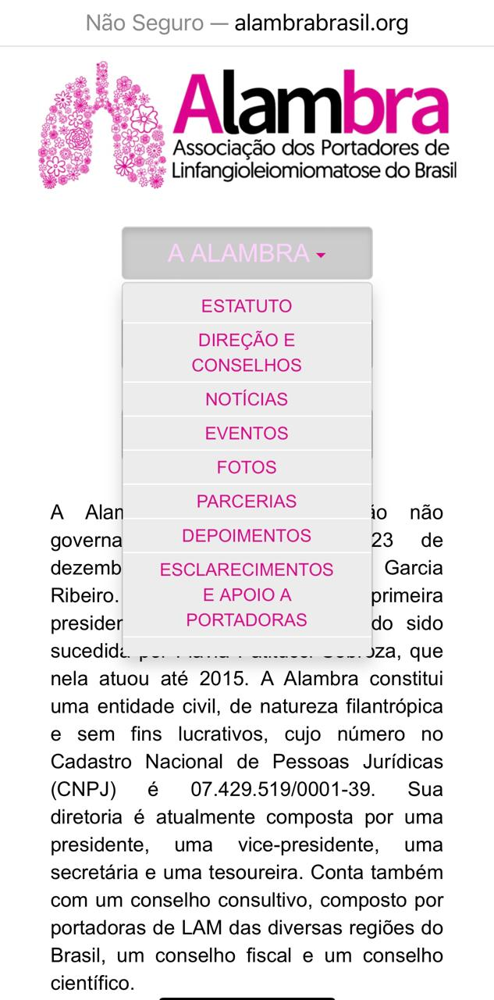 Não Seguro — alambrabrasil.org
Alambra
Associação dos Portadores de
Linfangioleiomiomatose do Brasil
A ALAMBRA
ESTATUTO
DIREÇÃO E
CONSELHOS
NOTÍCIAS
EVENTOS
FOTOS
PARCERIAS
DEPOIMENTOS
ESCLARECIMENTOS
E APOIO A
PORTADORAS
A não
23 de
Garcia
Ribeiro. primeira
sido
que
nela atuou até 2015. A Alambra constitui
uma entidade civil, de natureza filantrópica
e sem fins lucrativos, cujo número no
Cadastro Nacional de Pessoas Jurídicas
(CNPJ) é 07.429.519/0001-39. Sua
diretoria é atualmente composta por uma
presidente, uma vice-presidente, uma
secretária e uma tesoureira. Conta também
com um conselho consultivo, composto por
portadoras de LAM das diversas regiões do
Brasil, um conselho fiscal e um conselho
científico.